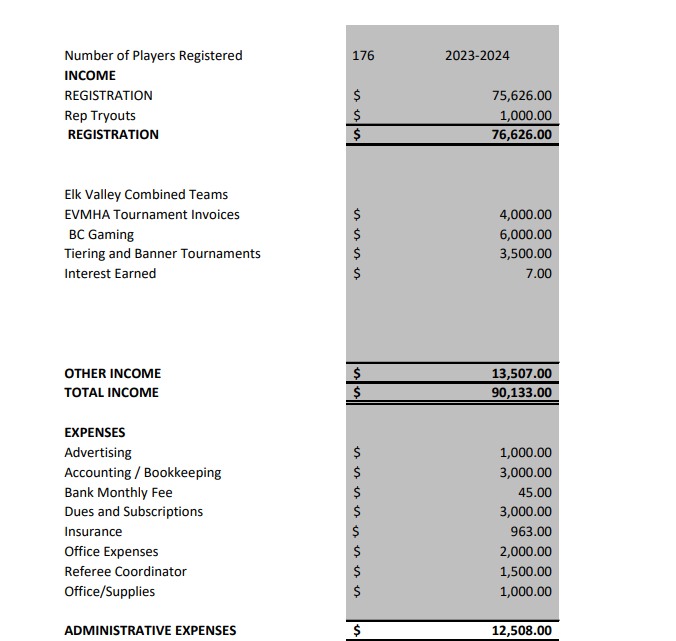 Number of Players Registered 176 2023-2024
INCOME
REGISTRATION $ 75,626.00
Rep Tryouts $ 1,000.00
REGISTRATION $ 76,626.00
Elk Valley Combined Teams
EVMHA Tournament Invoices $ 4,000.00
BC Gaming $ 6,000.00
Tiering and Banner Tournaments $ 3,500.00
Interest Earned $ 7.00
OTHER INCOME $ 13,507.00
TOTAL INCOME $ 90,133.00
EXPENSES
Advertising $ 1,000.00
Accounting / Bookkeeping $ 3,000.00
Bank Monthly Fee $ 45.00
Dues and Subscriptions $ 3,000.00
Insurance $ 963.00
Office Expenses $ 2,000.00
Referee Coordinator $ 1,500.00
Office/Supplies $ 1,000.00
ADMINISTRATIVE EXPENSES $ 12,508.00